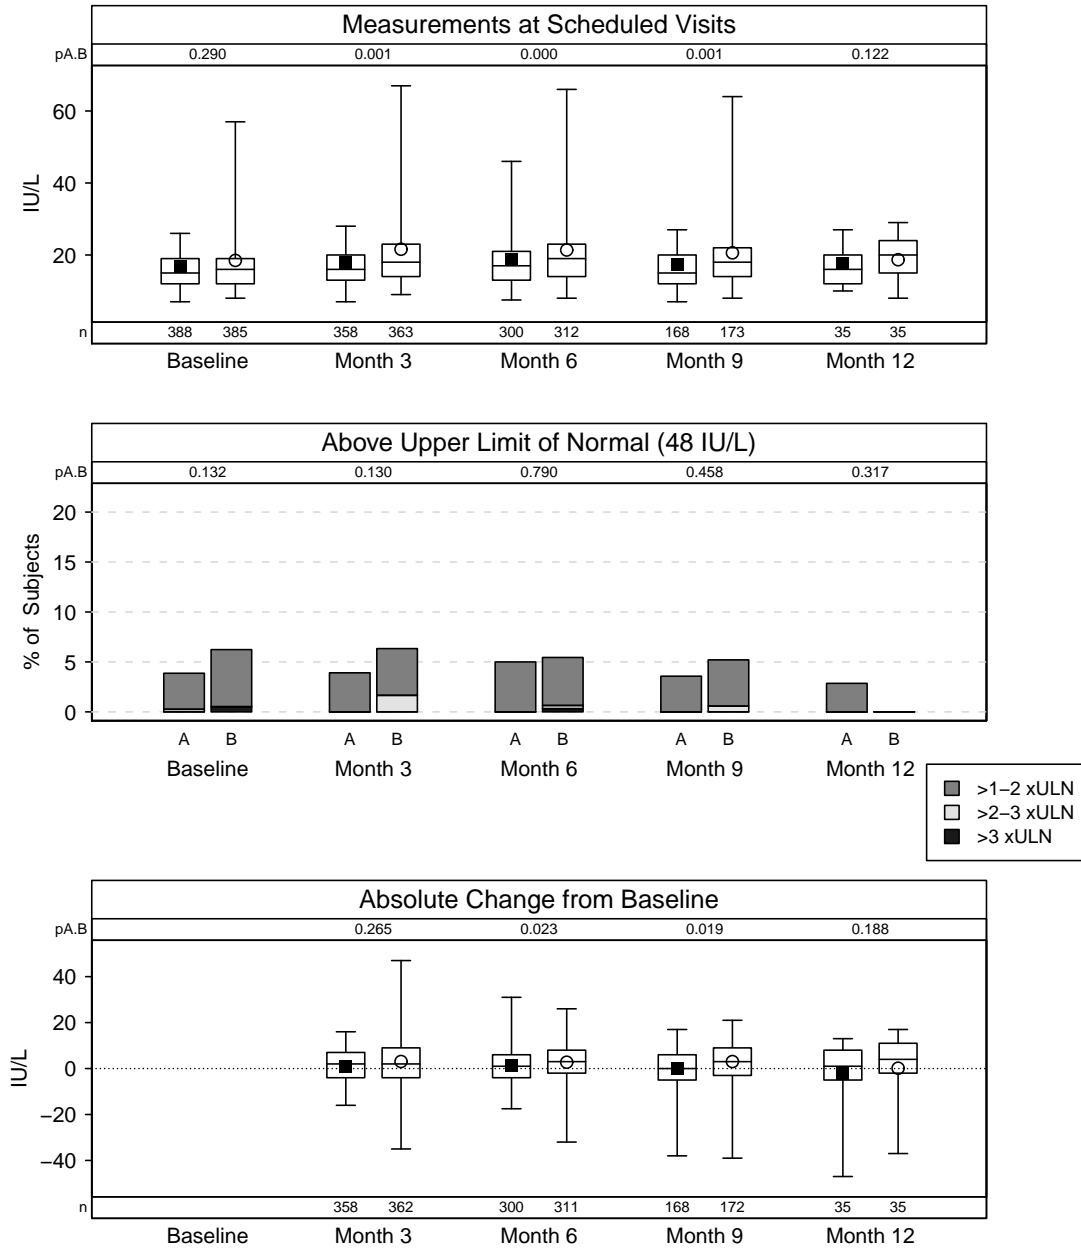 Measurements at Scheduled Visits
pA.B 0.290 0.001 0.000 0.001 0.122
IU/L
60
40
20
n 388 385 358 363 300 312 168 173 35 35
Baseline Month 3 Month 6 Month 9 Month 12
Above Upper Limit of Normal (48 IU/L)
pA.B 0.132 0.130 0.790 0.458 0.317
% of Subjects
20
15
10
5
0
A B A B A B A B A B
Baseline Month 3 Month 6 Month 9 Month 12
>1−2 xULN
>2−3 xULN
>3 xULN
Absolute Change from Baseline
pA.B 0.265 0.023 0.019 0.188
IU/L
40
20
0
−20
−40
n 358 362 300 311 168 172 35 35
Baseline Month 3 Month 6 Month 9 Month 12